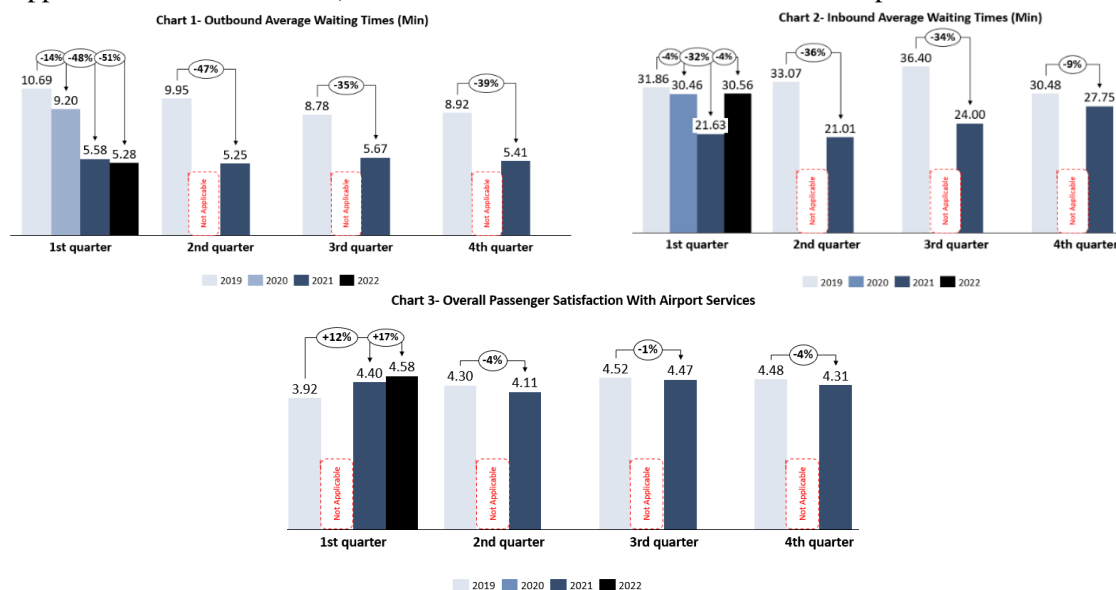 Chart 1- Outbound Average Waiting Times (Min)
-14% -48% -51%
10.69
9.20
5.58
5.28
-47%
9.95
5.25
-35%
8.78
5.67
-39%
8.92
5.41
Not Applicable
Not Applicable
Not Applicable
1st quarter 2nd quarter 3rd quarter 4th quarter
2019 2020 2021 2022
Chart 2- Inbound Average Waiting Times (Min)
-4% -32% -4%
31.86
30.46
21.63
30.56
-36%
33.07
21.01
-34%
36.40
24.00
-9%
30.48
27.75
Not Applicable
Not Applicable
Not Applicable
1st quarter 2nd quarter 3rd quarter 4th quarter
2019 2020 2021 2022
Chart 3- Overall Passenger Satisfaction With Airport Services
+12% +17%
3.92
4.40
4.58
-4%
4.30
4.11
-1%
4.52
4.47
-4%
4.48
4.31
Not Applicable
Not Applicable
Not Applicable
Not Applicable
1st quarter 2nd quarter 3rd quarter 4th quarter
2019 2020 2021 2022